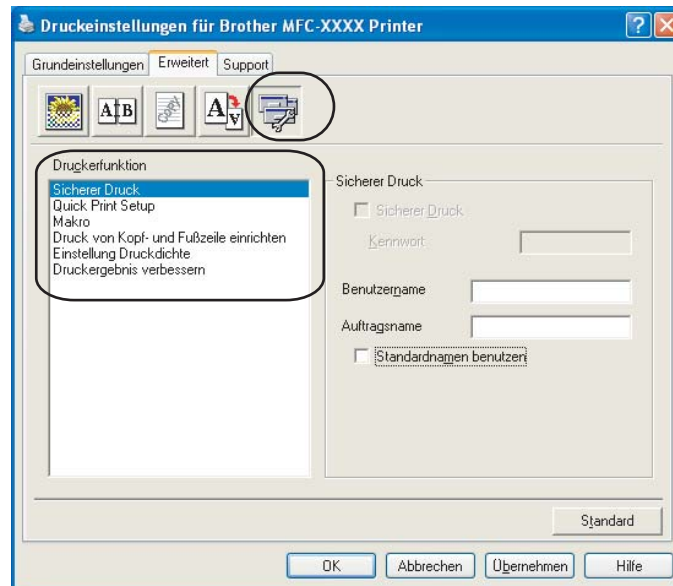 Druckeinstellungen für Brother MFC-XXXX Printer
Grundeinstellungen Erweitert Support
A B
A A
Druckerfunktion
Sicherer Druck
Quick Print Setup
Makro
Druck von Kopf- und Fußzeile einrichten
Einstellung Druckdichte
Druckergebnis verbessern
Sicherer Druck
Sicherer Druck
Kennwort
Benutzername
Auftragsname
Standardnamen benutzen
Standard
OK Abbrechen Übernehmen Hilfe